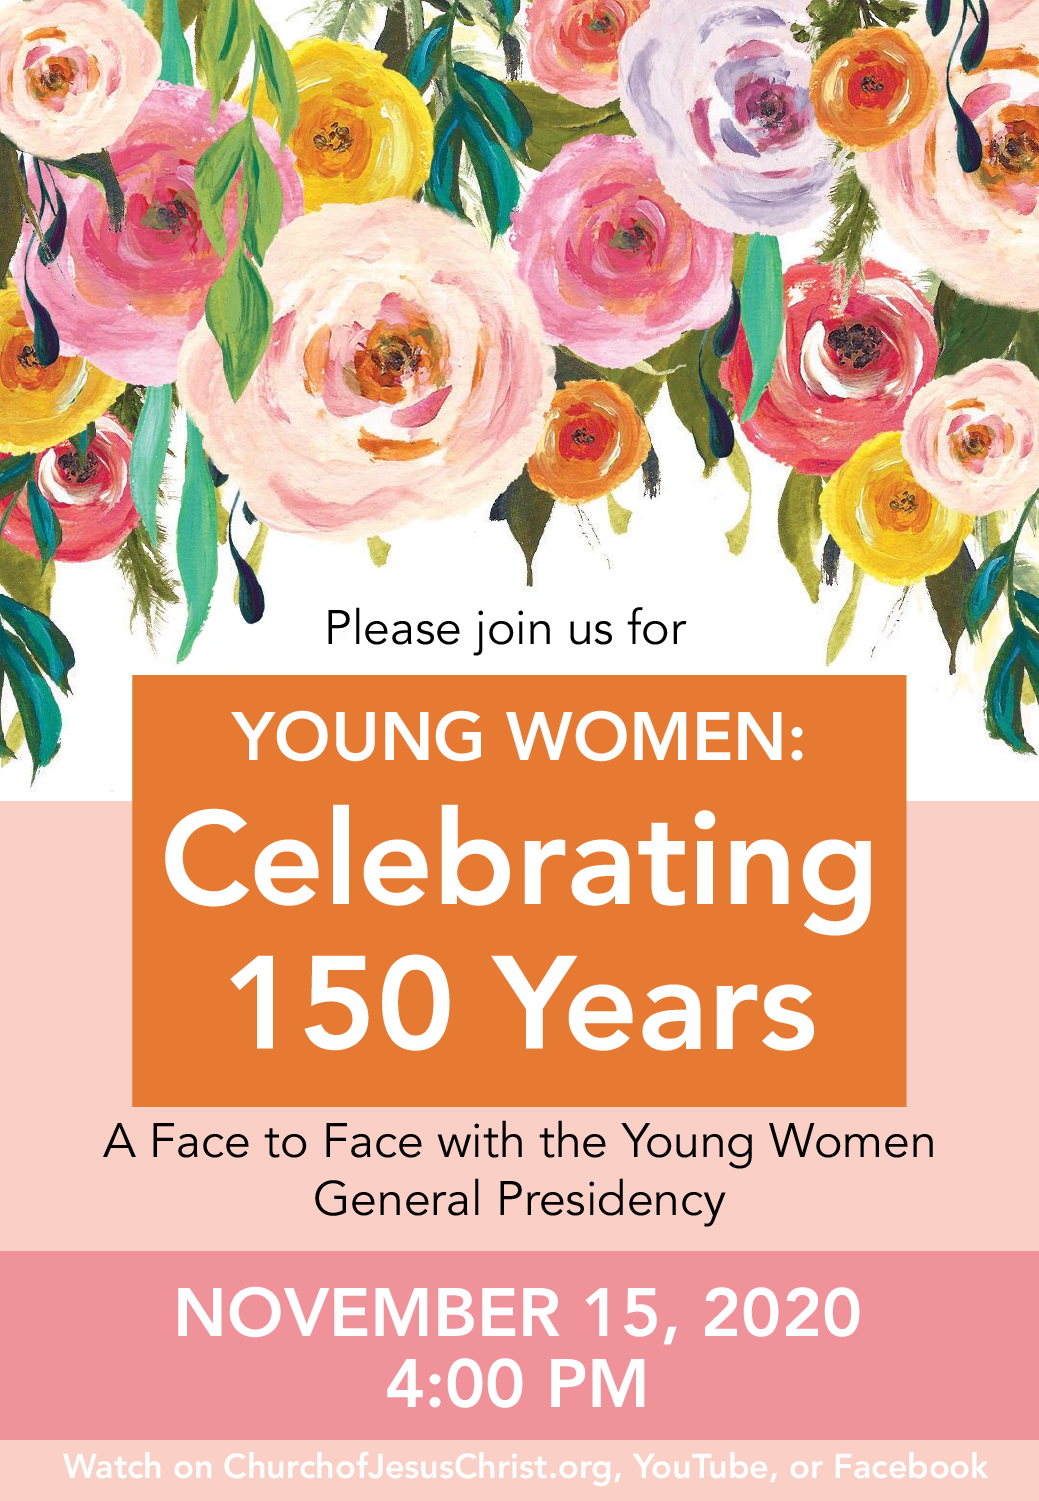 Please join us for
YOUNG WOMEN:
Celebrating
150 Years
A Face to Face with the Young Women
General Presidency
NOVEMBER 15, 2020
4:00 PM
Watch on ChurchofJesusChrist.org, YouTube, or Facebook